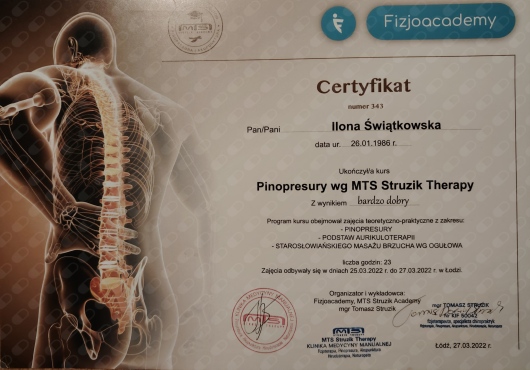 Fizjoacademy
MTS
Certyfikat
numer 343
Pan/Pani Ilona Świątkowska
data ur. 26.01.1986 r.
Ukończył/a kurs
Pinopresury wg MTS Struzik Therapy
Z wynikiem bardzo dobry
Program kursu obejmował zajęcia teoretyczno-praktyczne z zakresu:
- PINOPRESURY
- PODSTAW AURIKULOTERAPII
- STAROSŁOWIAŃSKIEGO MASAŻU BRZUCHA WG OGUŁOWA
liczba godzin: 23
Zajęcia odbywały się w dniach 25.03.2022 r. do 27.03.2022 r. w Łodzi.
Organizator i wykładowca:
Fizjoacademy, MTS Struzik Academy
mgr Tomasz Struzik
mgr TOMASZ STRUZIK
MTS
MTS Struzik Therapy
KLINIKA MEDYCYNY MANUALNEJ
Łódź, 27.03.2022 r.